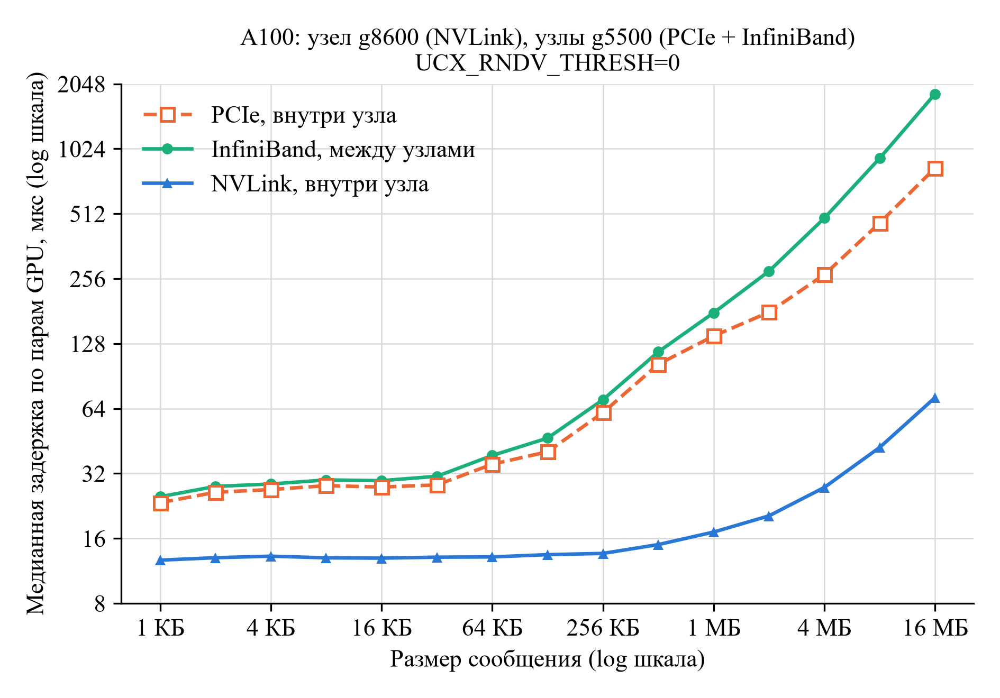 A100: узел g8600 (NVLink), узлы g5500 (PCIe + InfiniBand)
UCX_RNDV_THRESH=0
Медианная задержка по парам GPU, мкс (log шкала)
2048
1024
512
256
128
64
32
16
8
PCIe, внутри узла
InfiniBand, между узлами
NVLink, внутри узла
1 КБ 4 КБ 16 КБ 64 КБ 256 КБ 1 МБ 4 МБ 16 МБ
Размер сообщения (log шкала)